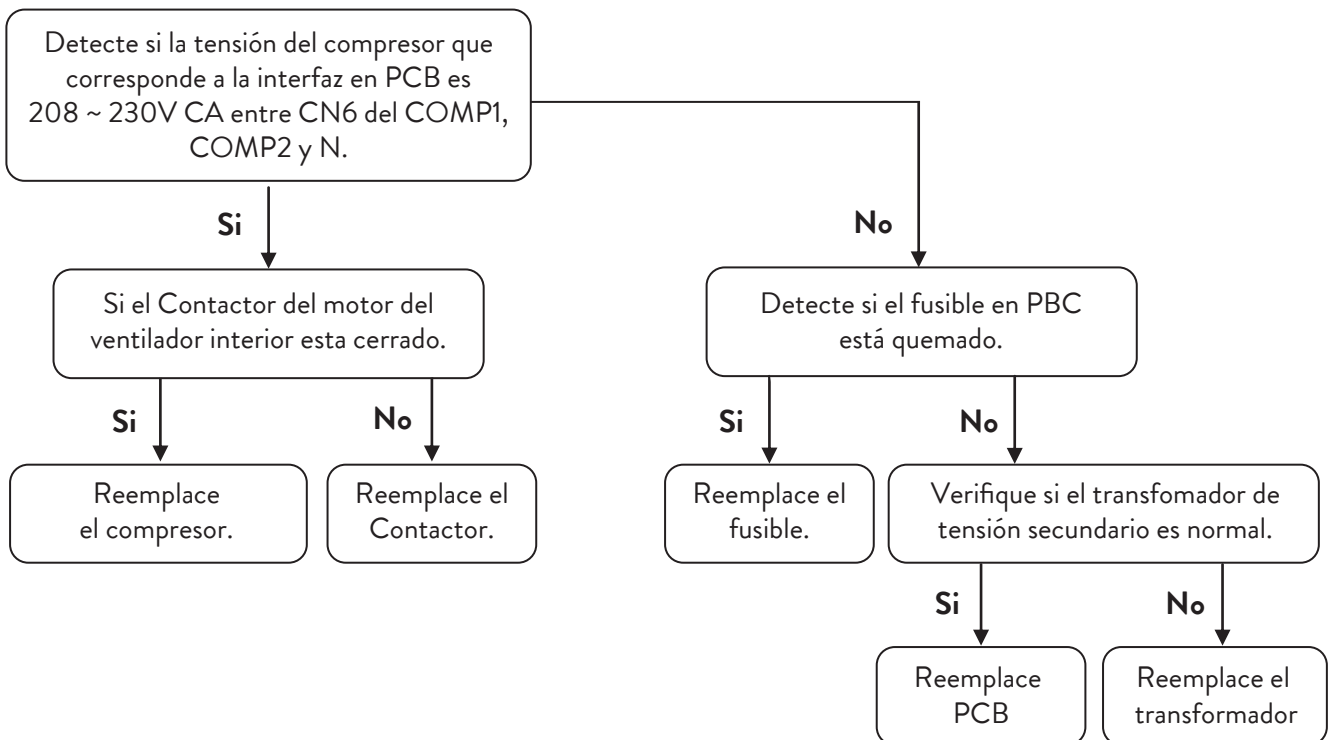 Detecte si la tensión del compresor que
corresponde a la interfaz en PCB es
208 ~ 230V CA entre CN6 del COMP1,
COMP2 y N.
Si
No
Si el Contactor del motor del
ventilador interior esta cerrado.
Detecte si el fusible en PBC
está quemado.
Si
No
Si
No
Reemplace
el compresor.
Reemplace el
Contactor.
Reemplace el
fusible.
Verifique si el transfomador de
tensión secundario es normal.
Si
No
Reemplace
PCB
Reemplace el
transformador